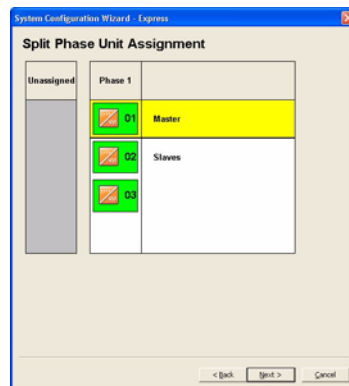 System Configuration Wizard - Express
Split Phase Unit Assignment
Unassigned
Phase 1
01
Master
02
Slaves
03
< Back
Next >
Cancel